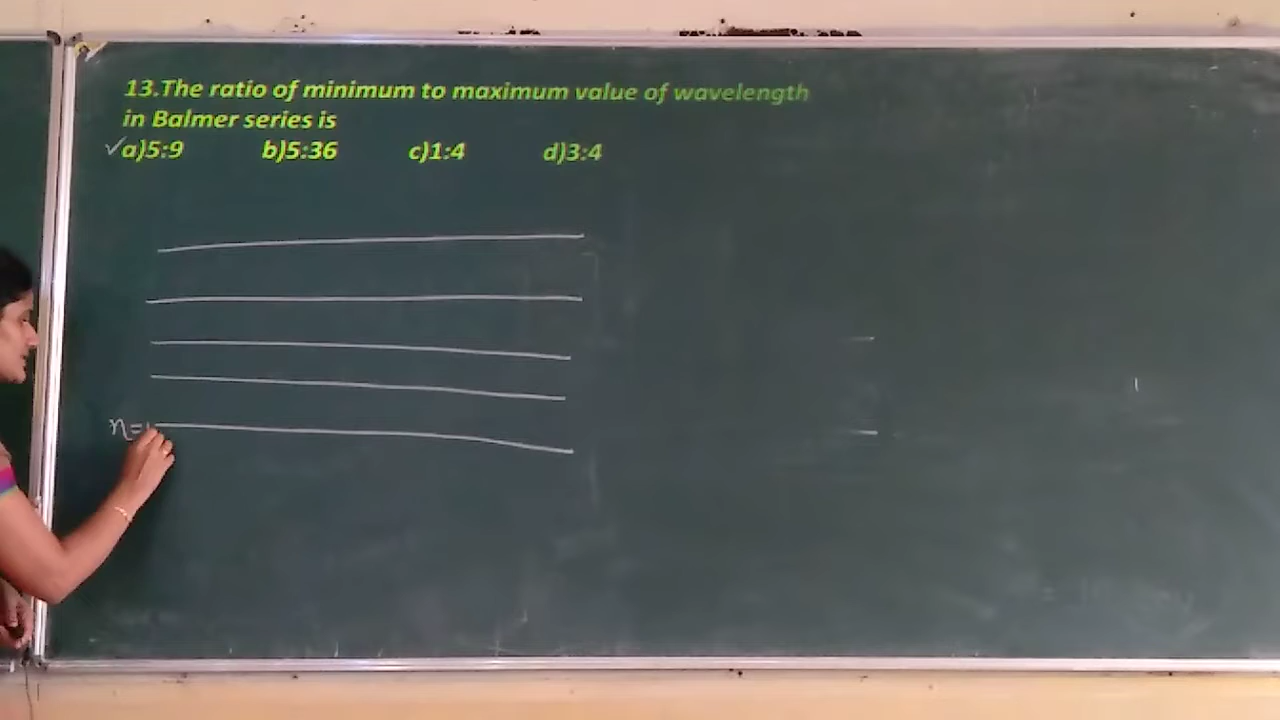 13.The ratio of minimum to maximum value of wavelength
in Balmer series is
✓a)5:9 b)5:36 c)1:4 d)3:4
n=